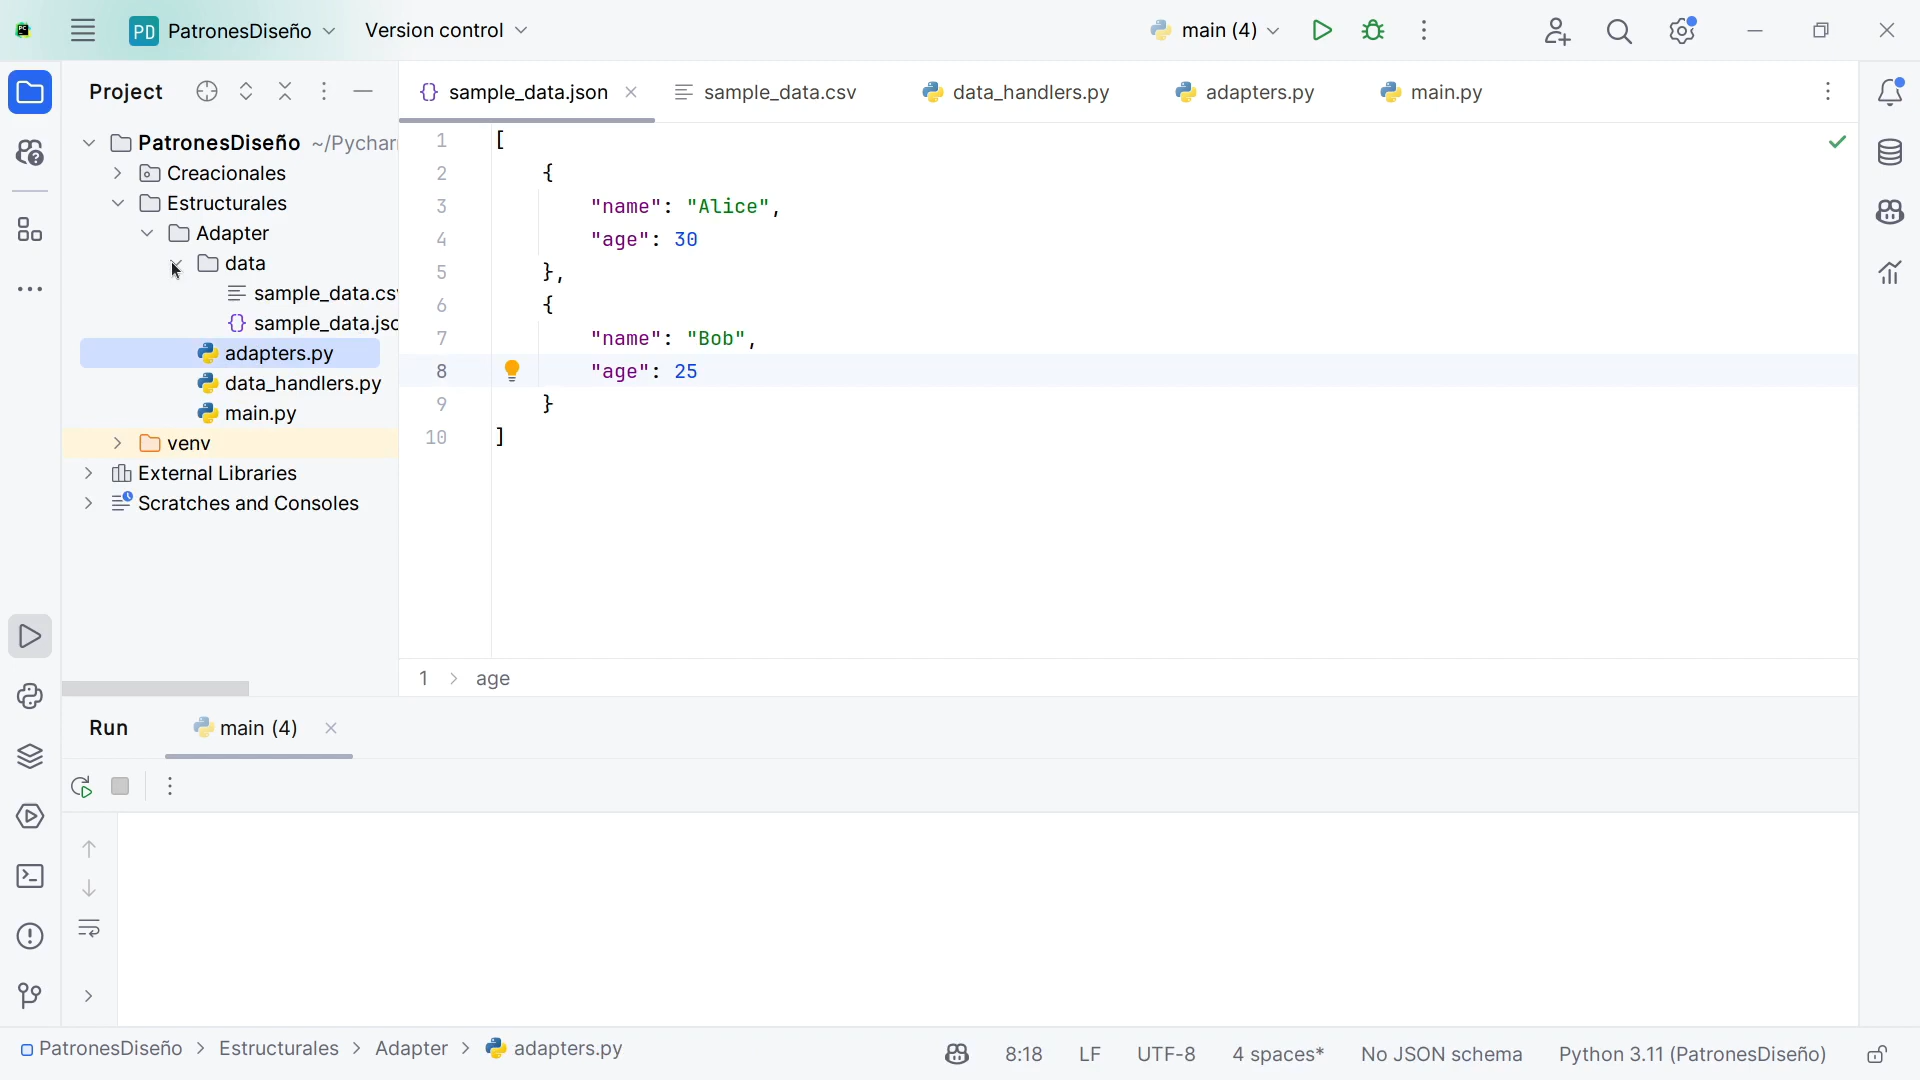 PD PatronesDiseño Version control main (4)
Project sample_data.json sample_data.csv data_handlers.py adapters.py main.py
PatronesDiseño ~/Pychar
Creacionales
Estructurales
Adapter
data
sample_data.cs
sample_data.jsc
adapters.py
data_handlers.py
main.py
venv
External Libraries
Scratches and Consoles
1 [
2 {
3 "name": "Alice",
4 "age": 30
5 },
6 {
7 "name": "Bob",
8 "age": 25
9 }
10 ]
1 > age
Run main (4)
PatronesDiseño > Estructurales > Adapter > adapters.py 8:18 LF UTF-8 4 spaces* No JSON schema Python 3.11 (PatronesDiseño)